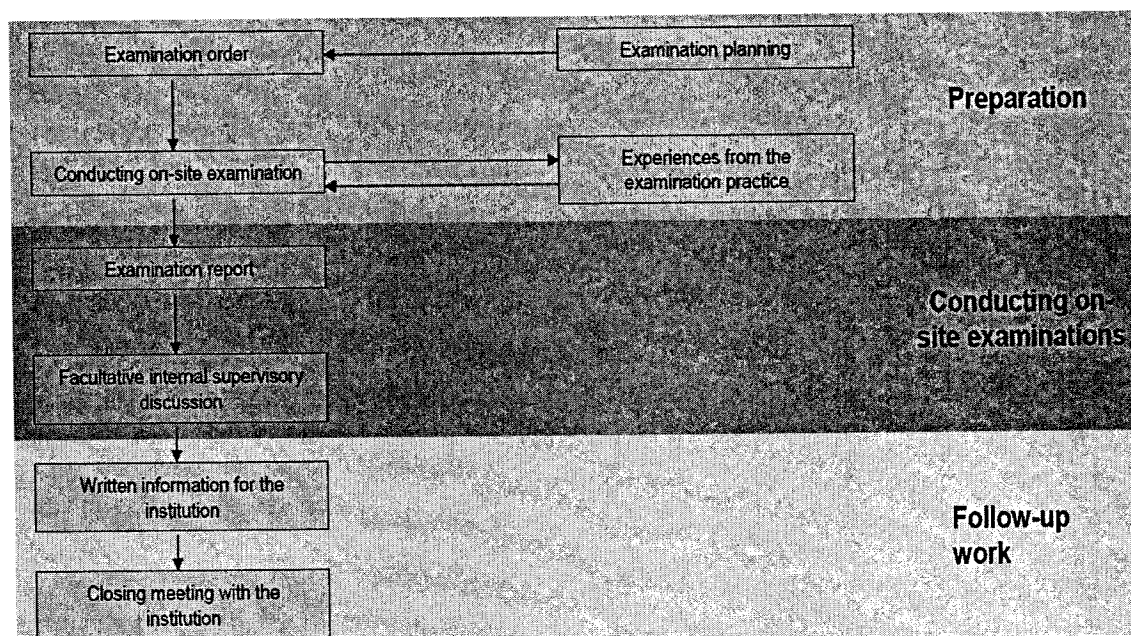 Examination order
Examination planning
Preparation
Conducting on-site examination
Experiences from the
examination practice
Examination report
Conducting on-
site examinations
Facultative internal supervisory
discussion
Written information for the
institution
Follow-up
work
Closing meeting with the
institution